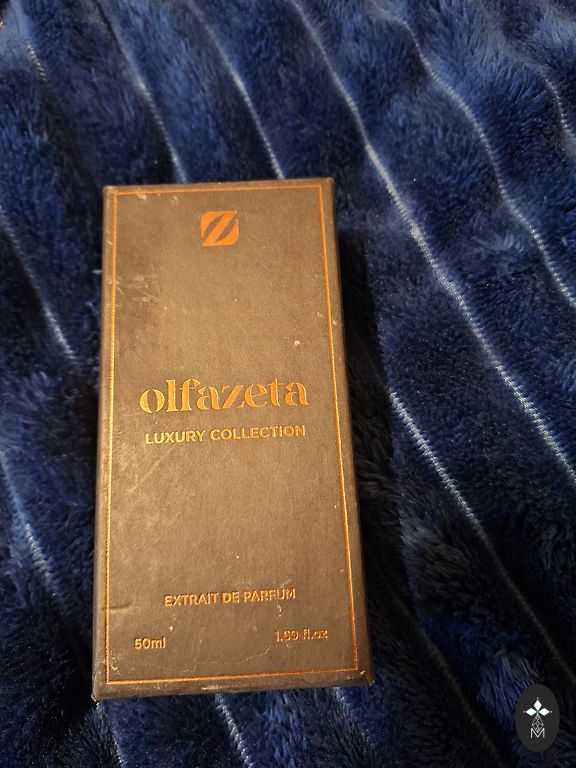 Z
olfazeta
LUXURY COLLECTION
EXTRAIT DE PARFUM
50ml 1.69 fl.oz
M